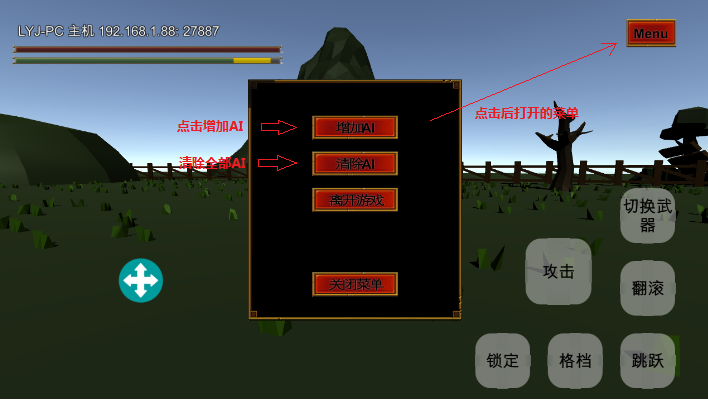 LYJ-PC 主机 192.168.1.88: 27887
Menu
点击后打开的菜单
点击增加AI
增加AI
清除全部AI
清除AI
离开游戏
切换武器
攻击
翻滚
关闭菜单
锁定
格档
跳跃